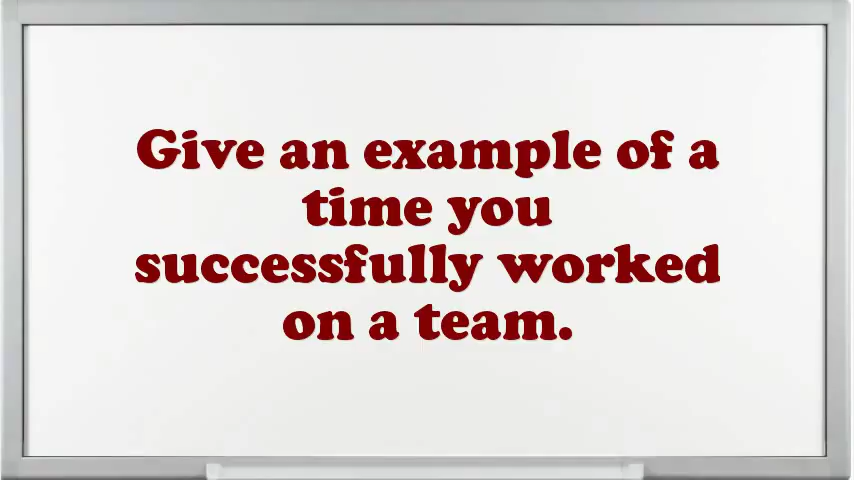 Give an example of a
time you
successfully worked
on a team.